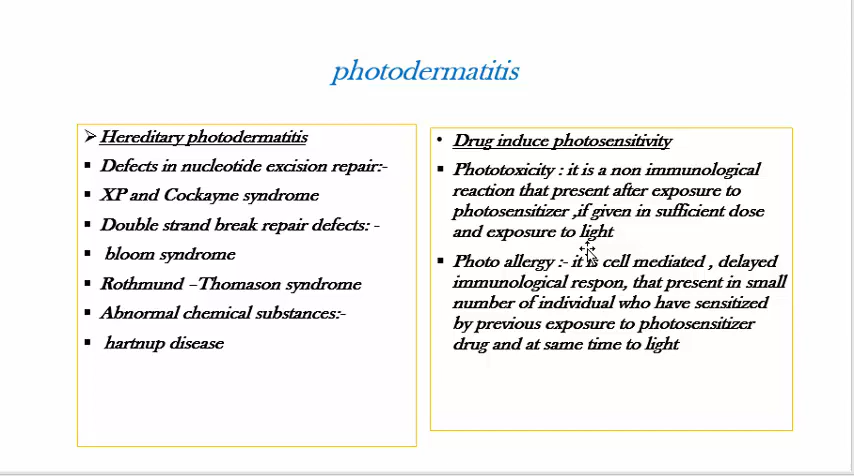 photodermatitis
Hereditary photodermatitis
Defects in nucleotide excision repair:-
XP and Cockayne syndrome
Double strand break repair defects: -
bloom syndrome
Rothmund –Thomason syndrome
Abnormal chemical substances:-
hartnup disease
Drug induce photosensitivity
Phototoxicity : it is a non immunological
reaction that present after exposure to
photosensitizer ,if given in sufficient dose
and exposure to light
Photo allergy :- it is cell mediated , delayed
immunological respon, that present in small
number of individual who have sensitized
by previous exposure to photosensitizer
drug and at same time to light